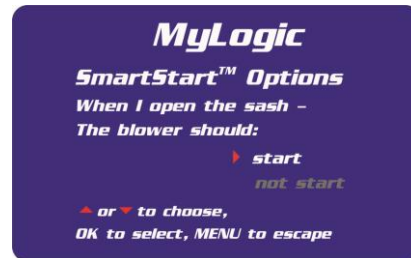 MyLogic
SmartStart™ Options
When I open the sash –
The blower should:
start
not start
or to choose,
OK to select, MENU to escape